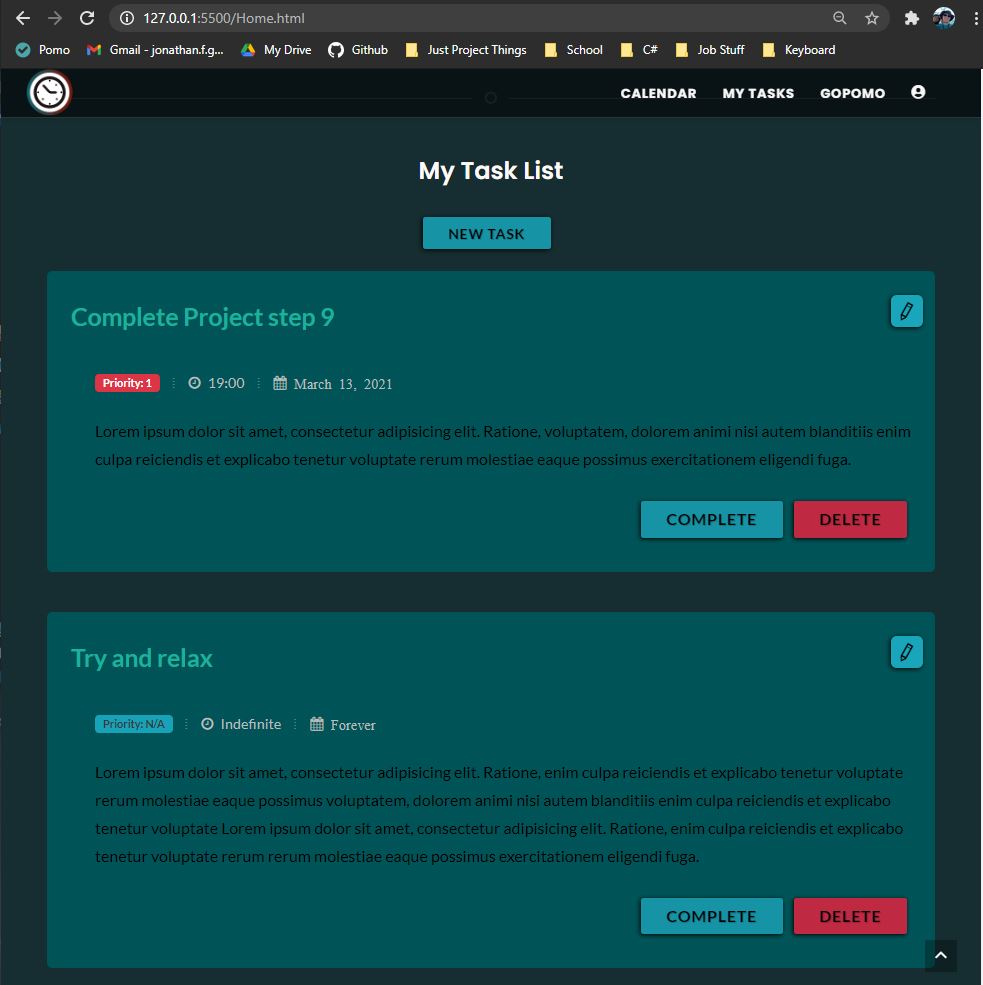 127.0.0.1:5500/Home.html
Pomo Gmail - jonathan.f.g... My Drive Github Just Project Things School C# Job Stuff Keyboard
CALENDAR MY TASKS GOPOMO
My Task List
NEW TASK
Complete Project step 9
Priority: 1 19:00 March 13, 2021
Lorem ipsum dolor sit amet, consectetur adipisicing elit. Ratione, voluptatem, dolorem animi nisi autem blanditiis enim
culpa reiciendis et explicabo tenetur voluptate rerum molestiae eaque possimus exercitationem eligendi fuga.
COMPLETE DELETE
Try and relax
Priority: N/A Indefinite Forever
Lorem ipsum dolor sit amet, consectetur adipisicing elit. Ratione, enim culpa reiciendis et explicabo tenetur voluptate
rerum molestiae eaque possimus voluptatem, dolorem animi nisi autem blanditiis enim culpa reiciendis et explicabo
tenetur voluptate Lorem ipsum dolor sit amet, consectetur adipisicing elit. Ratione, enim culpa reiciendis et explicabo
tenetur voluptate rerum rerum molestiae eaque possimus exercitationem eligendi fuga.
COMPLETE DELETE